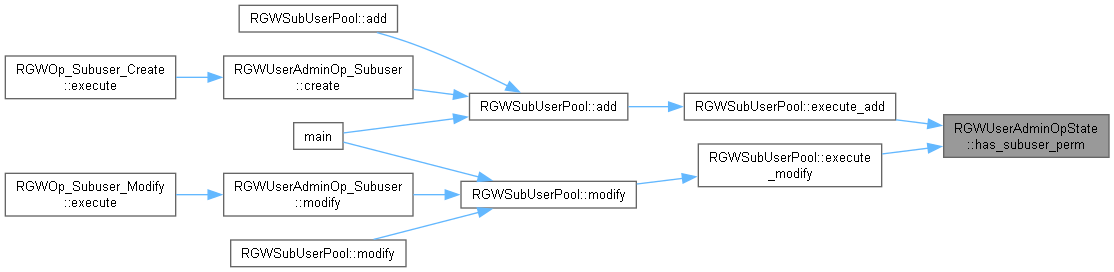 RGWSubUserPool::add
RGWOp_Subuser_Create
::execute
RGWUserAdminOp_Subuser
::create
RGWSubUserPool::add
RGWSubUserPool::execute_add
RGWUserAdminOpState
::has_subuser_perm
main
RGWSubUserPool::execute
_modify
RGWOp_Subuser_Modify
::execute
RGWUserAdminOp_Subuser
::modify
RGWSubUserPool::modify
RGWSubUserPool::modify